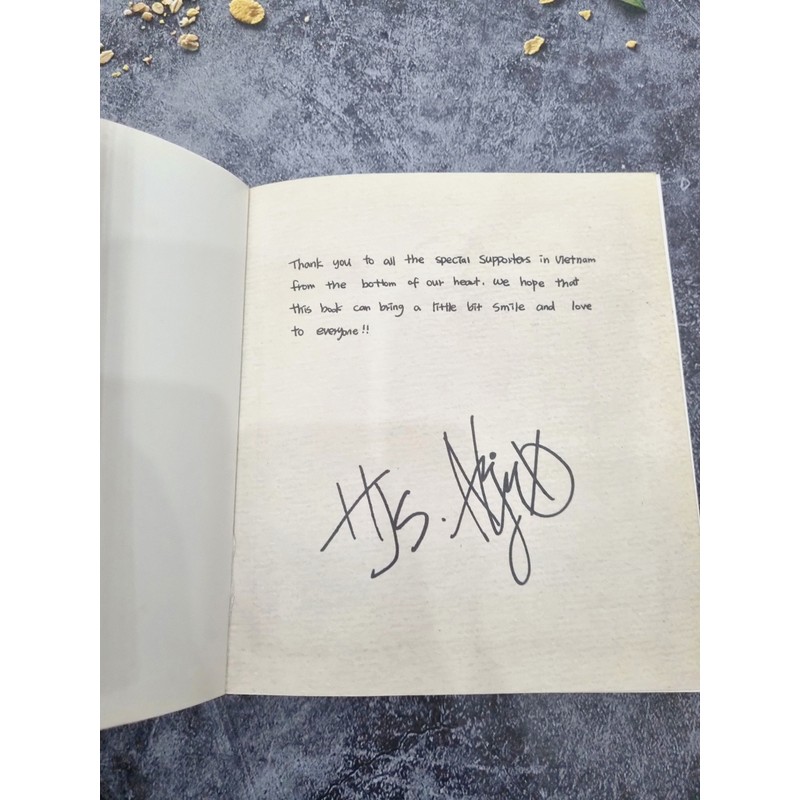 Thank you to all the special supporters in Vietnam
from the bottom of our heart. We hope that
this book can bring a little bit smile and love
to everyone!!
HJS.